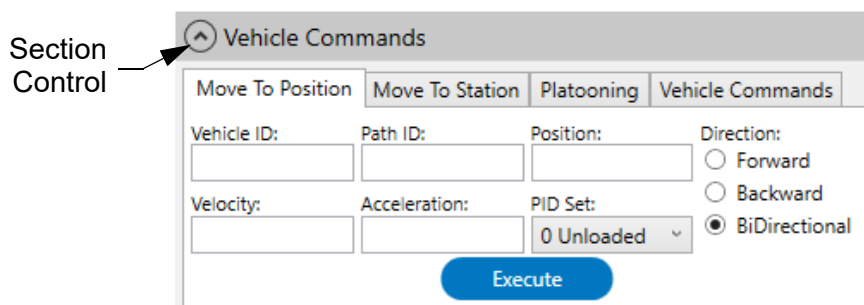 Section
Control
Vehicle Commands
Move To Position Move To Station Platooning Vehicle Commands
Vehicle ID: Path ID: Position: Direction:
Forward
Backward
Velocity: Acceleration: PID Set:
BiDirectional
0 Unloaded
Execute